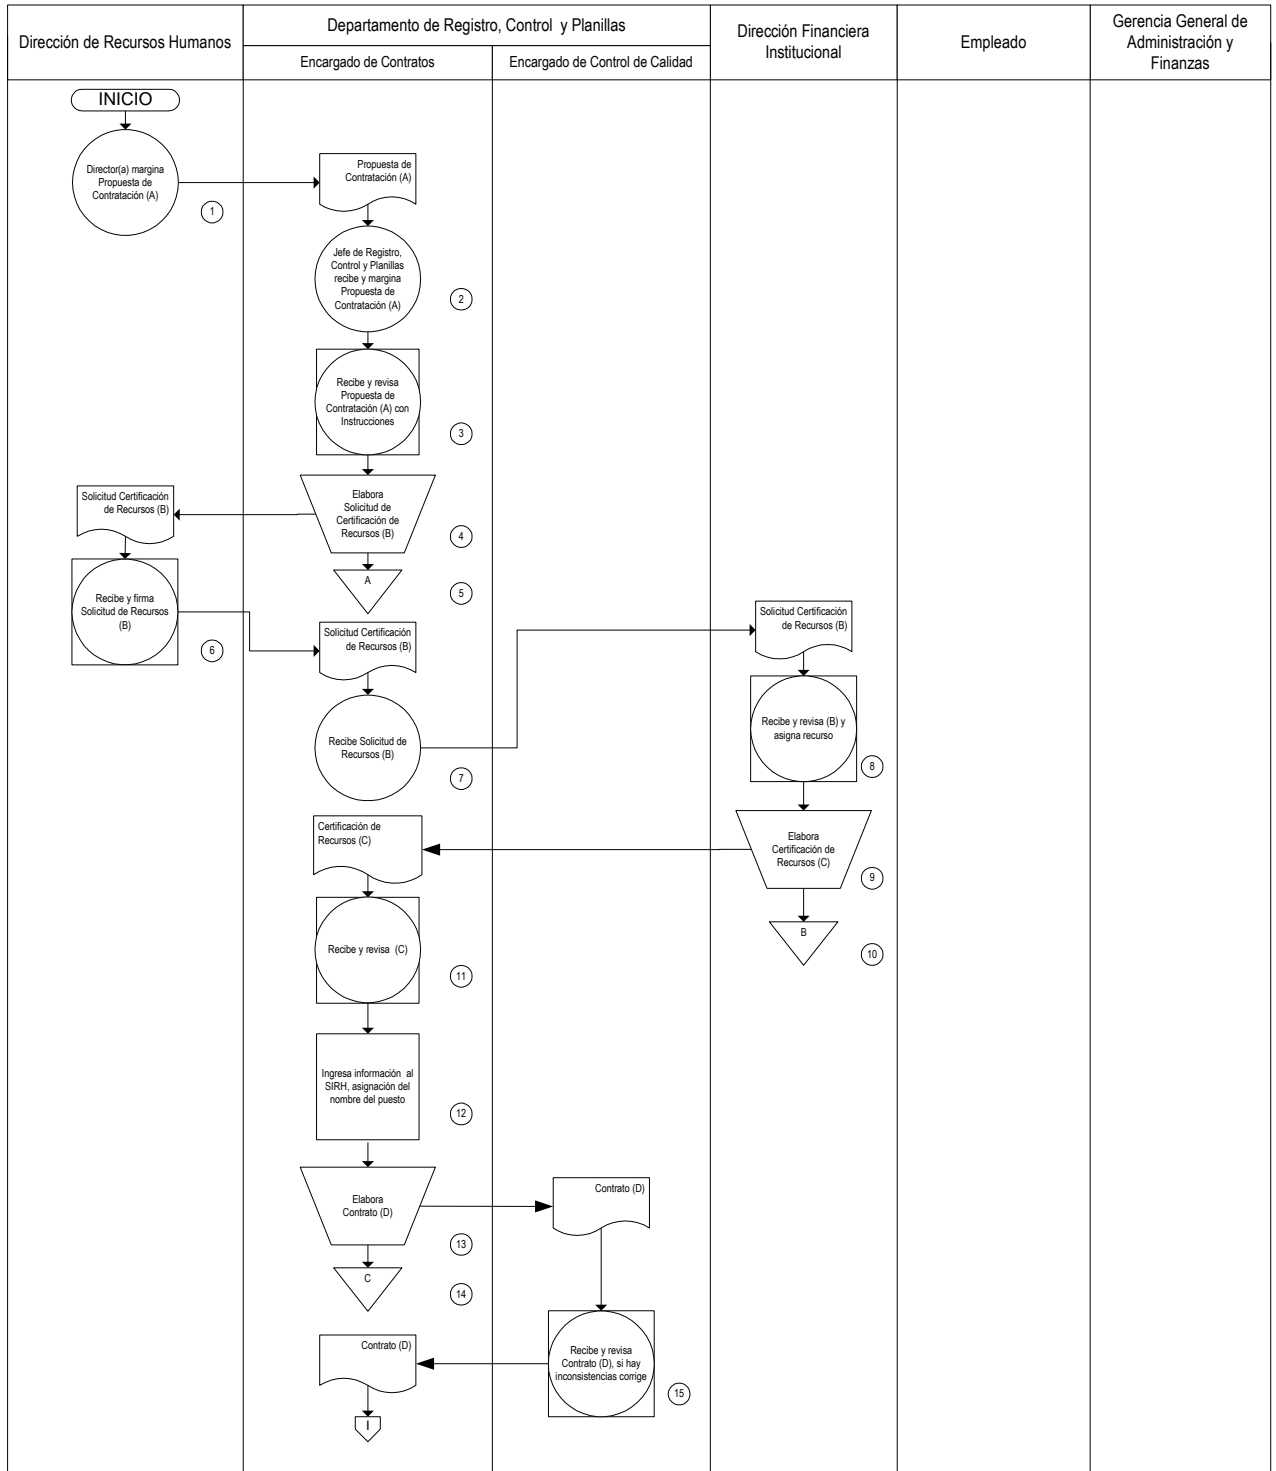 Dirección de Recursos Humanos
Departamento de Registro, Control y Planillas
Encargado de Contratos
Encargado de Control de Calidad
Dirección Financiera
Institucional
Empleado
Gerencia General de
Administración y
Finanzas
INICIO
Director(a) margina
Propuesta de
Contratación (A)
1
Propuesta de
Contratación (A)
Jefe de Registro,
Control y Planillas
recibe y margina
Propuesta de
Contratación (A)
2
Recibe y revisa
Propuesta de
Contratación (A) con
Instrucciones
3
Elabora
Solicitud de
Certificación de
Recursos (B)
4
A
5
Solicitud Certificación
de Recursos (B)
Recibe y firma
Solicitud de Recursos
(B)
6
Solicitud Certificación
de Recursos (B)
Recibe Solicitud de
Recursos (B)
7
Solicitud Certificación
de Recursos (B)
Recibe y revisa (B) y
asigna recurso
8
Elabora
Certificación de
Recursos (C)
9
B
10
Certificación de
Recursos (C)
Recibe y revisa (C)
11
Ingresa información al
SIRH, asignación del
nombre del puesto
12
Elabora
Contrato (D)
13
C
14
Contrato (D)
Recibe y revisa
Contrato (D), si hay
inconsistencias corrige
15
Contrato (D)
I